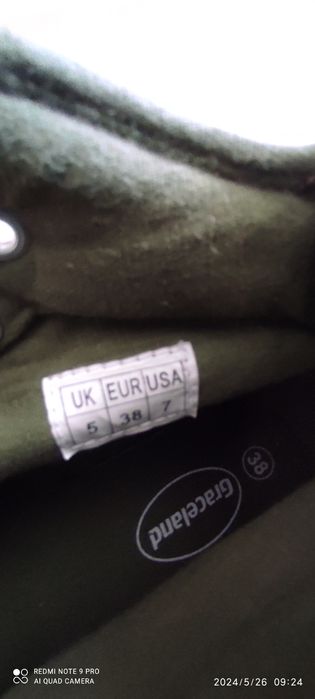 UK EUR USA
5 38 7
38
Graceland
REDMI NOTE 9 PRO
AI QUAD CAMERA
2024/5/26 09:24